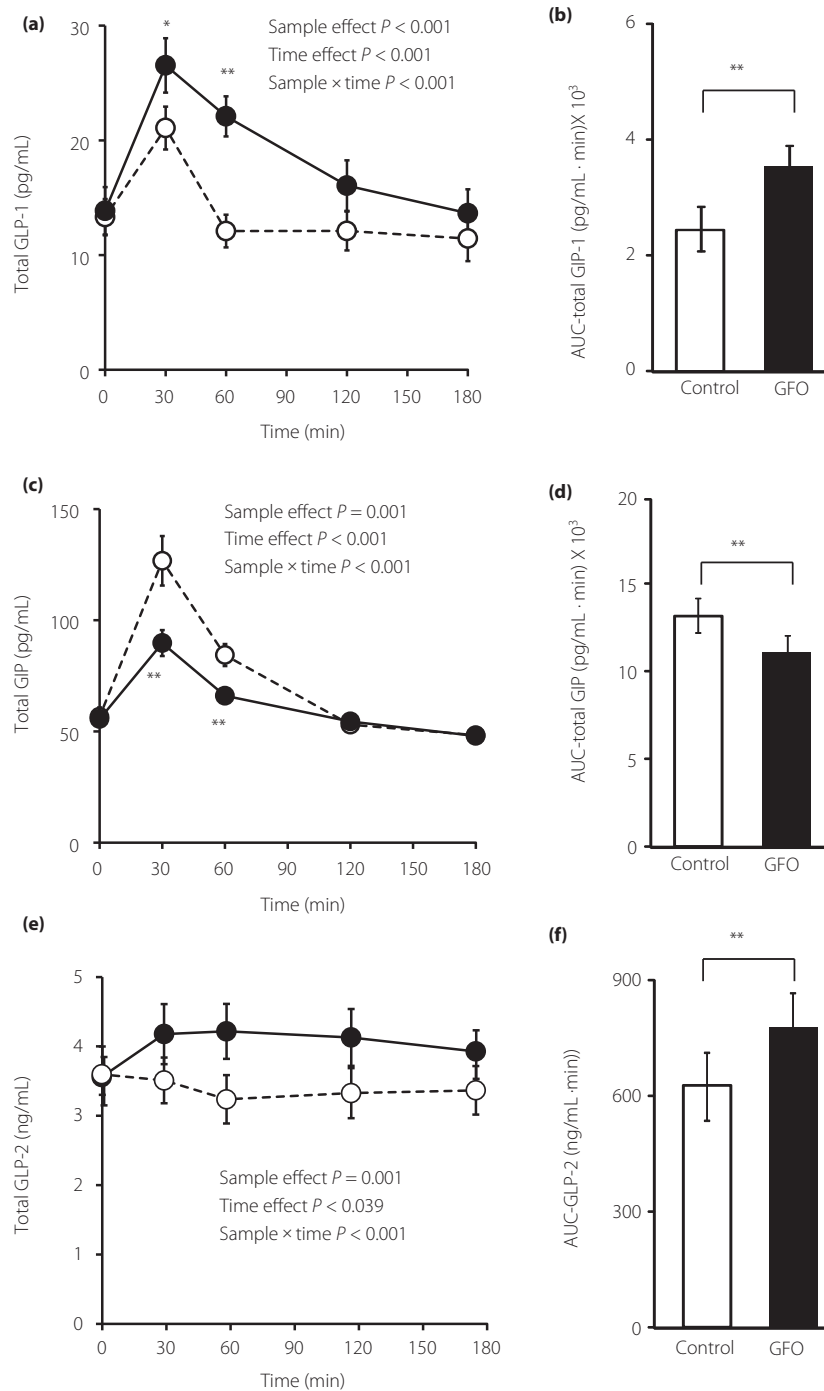 (a)
30
20
10
0
Total GLP-1 (pg/mL)
*
**
Sample effect P < 0.001
Time effect P < 0.001
Sample × time P < 0.001
0 30 60 90 120 150 180
Time (min)
(b)
6
4
2
0
AUC-total GIP-1 (pg/mL · min)X 10³
**
Control GFO
(c)
150
100
50
0
Total GIP (pg/mL)
Sample effect P = 0.001
Time effect P < 0.001
Sample × time P < 0.001
**
**
0 30 60 90 120 150 180
Time (min)
(d)
20
15
10
5
0
AUC-total GIP (pg/mL · min) X 10³
**
Control GFO
(e)
5
4
3
2
1
0
Total GLP-2 (ng/mL)
Sample effect P = 0.001
Time effect P < 0.039
Sample × time P < 0.001
0 30 60 90 120 150 180
Time (min)
(f)
900
600
300
0
AUC-GLP-2 (ng/mL ·min))
**
Control GFO